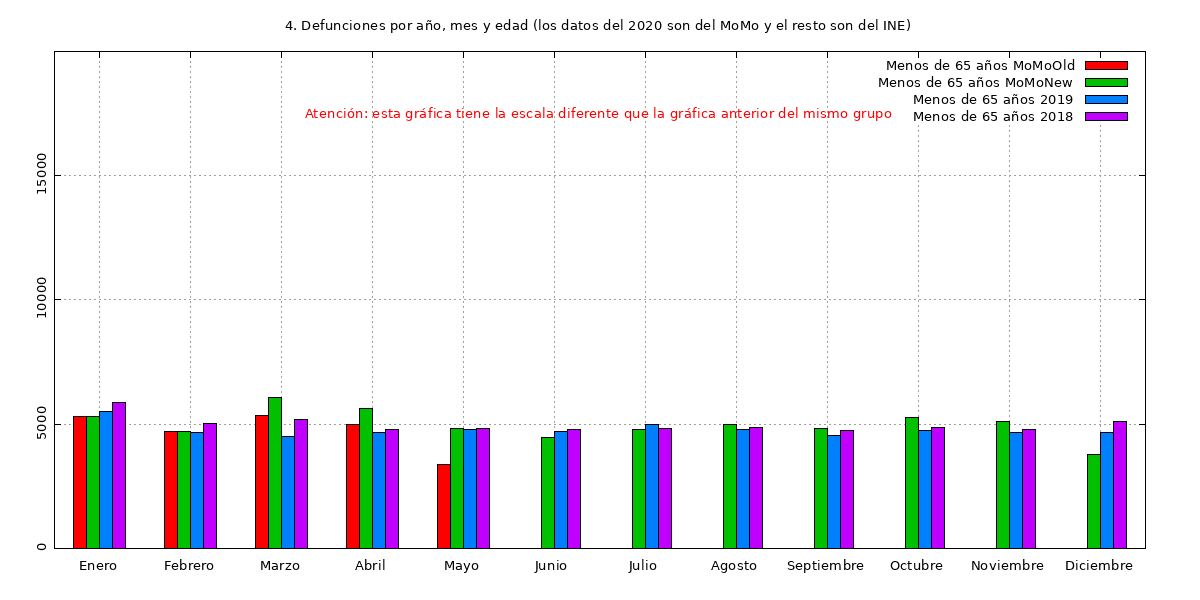 4. Defunciones por año, mes y edad (los datos del 2020 son del MoMo y el resto son del INE)
Menos de 65 años MoMoOld
Menos de 65 años MoMoNew
Menos de 65 años 2019
Menos de 65 años 2018
Atención: esta gráfica tiene la escala diferente que la gráfica anterior del mismo grupo
15000
10000
5000
0
Enero Febrero Marzo Abril Mayo Junio Julio Agosto Septiembre Octubre Noviembre Diciembre